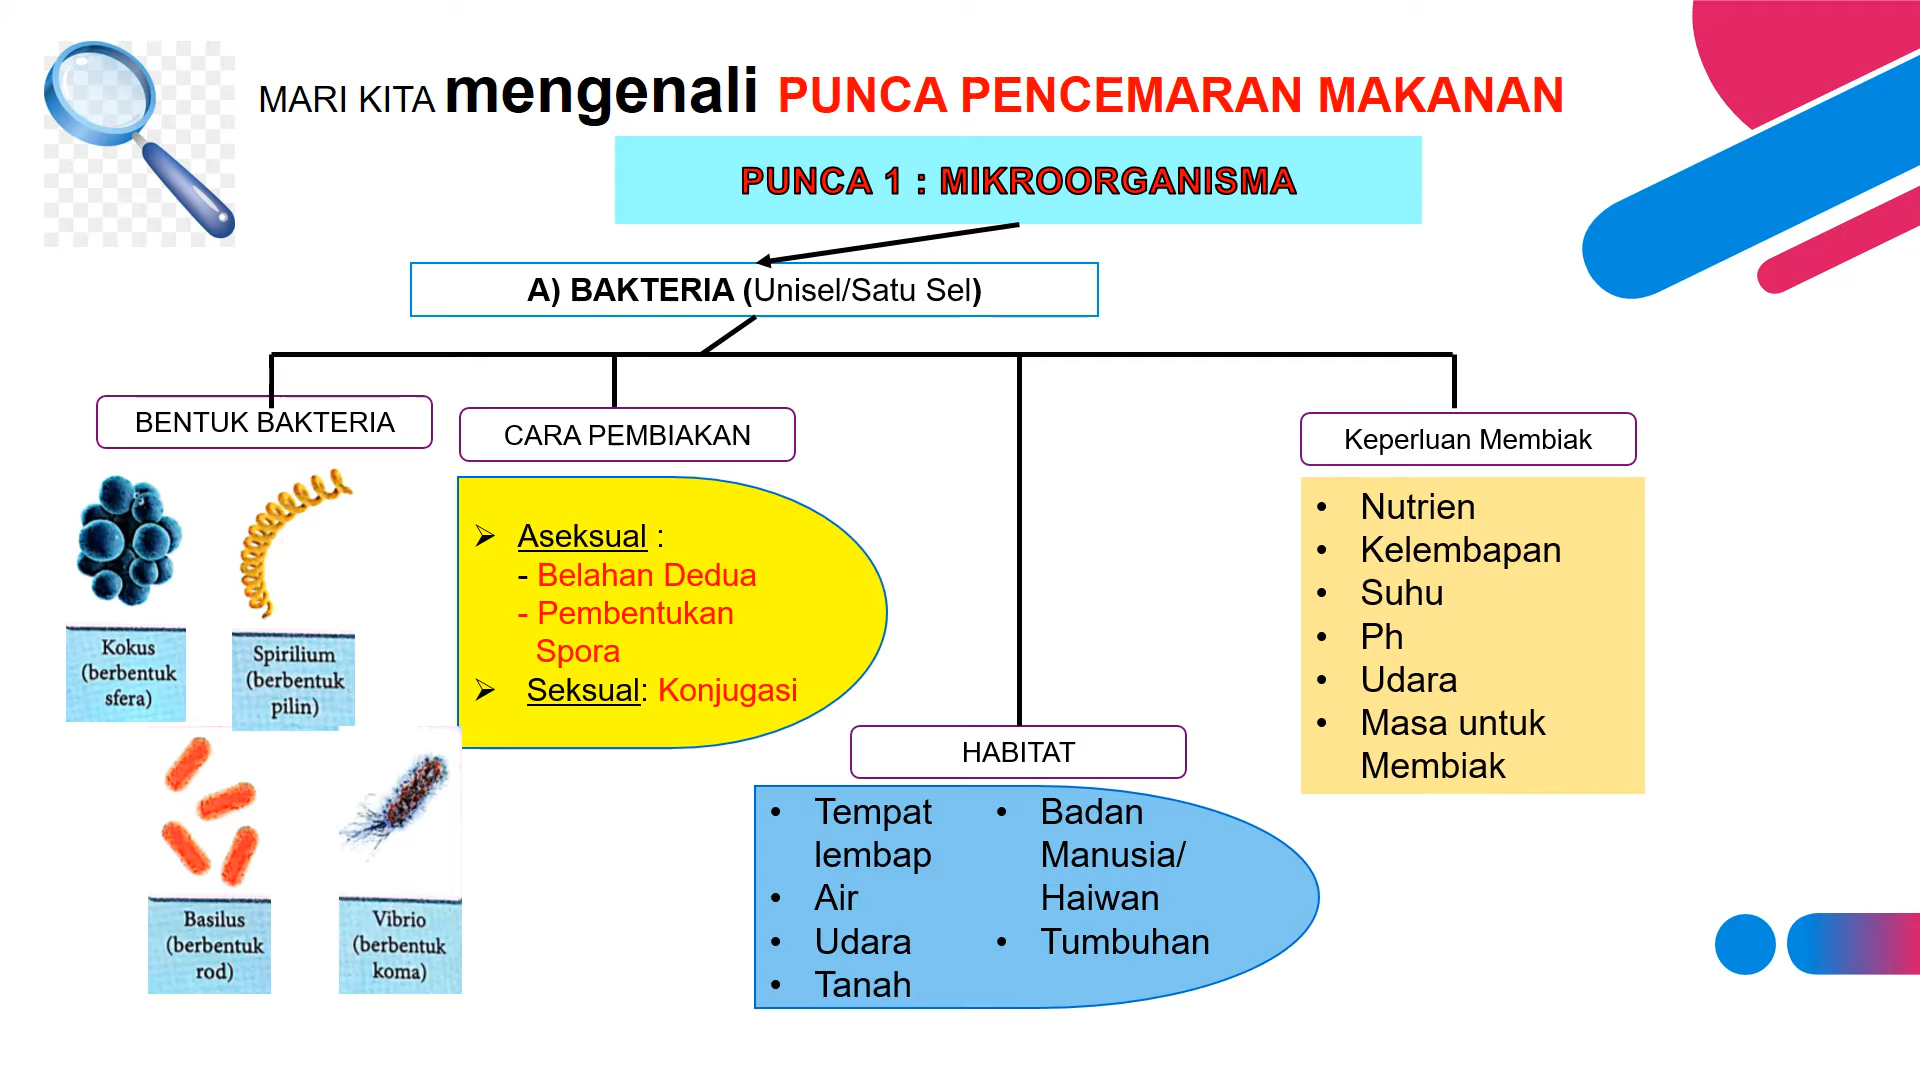 MARI KITA mengenali PUNCA PENCEMARAN MAKANAN
PUNCA 1 : MIKROORGANISMA
A) BAKTERIA (Unisel/Satu Sel)
BENTUK BAKTERIA
Kokus
(berbentuk
sfera)
Spirilium
(berbentuk
pilin)
Basilus
(berbentuk
rod)
Vibrio
(berbentuk
koma)
CARA PEMBIAKAN
➢ Aseksual :
- Belahan Dedua
- Pembentukan
Spora
➢ Seksual: Konjugasi
HABITAT
• Tempat
lembap
• Air
• Udara
• Tanah
• Badan
Manusia/
Haiwan
• Tumbuhan
Keperluan Membiak
• Nutrien
• Kelembapan
• Suhu
• Ph
• Udara
• Masa untuk
Membiak